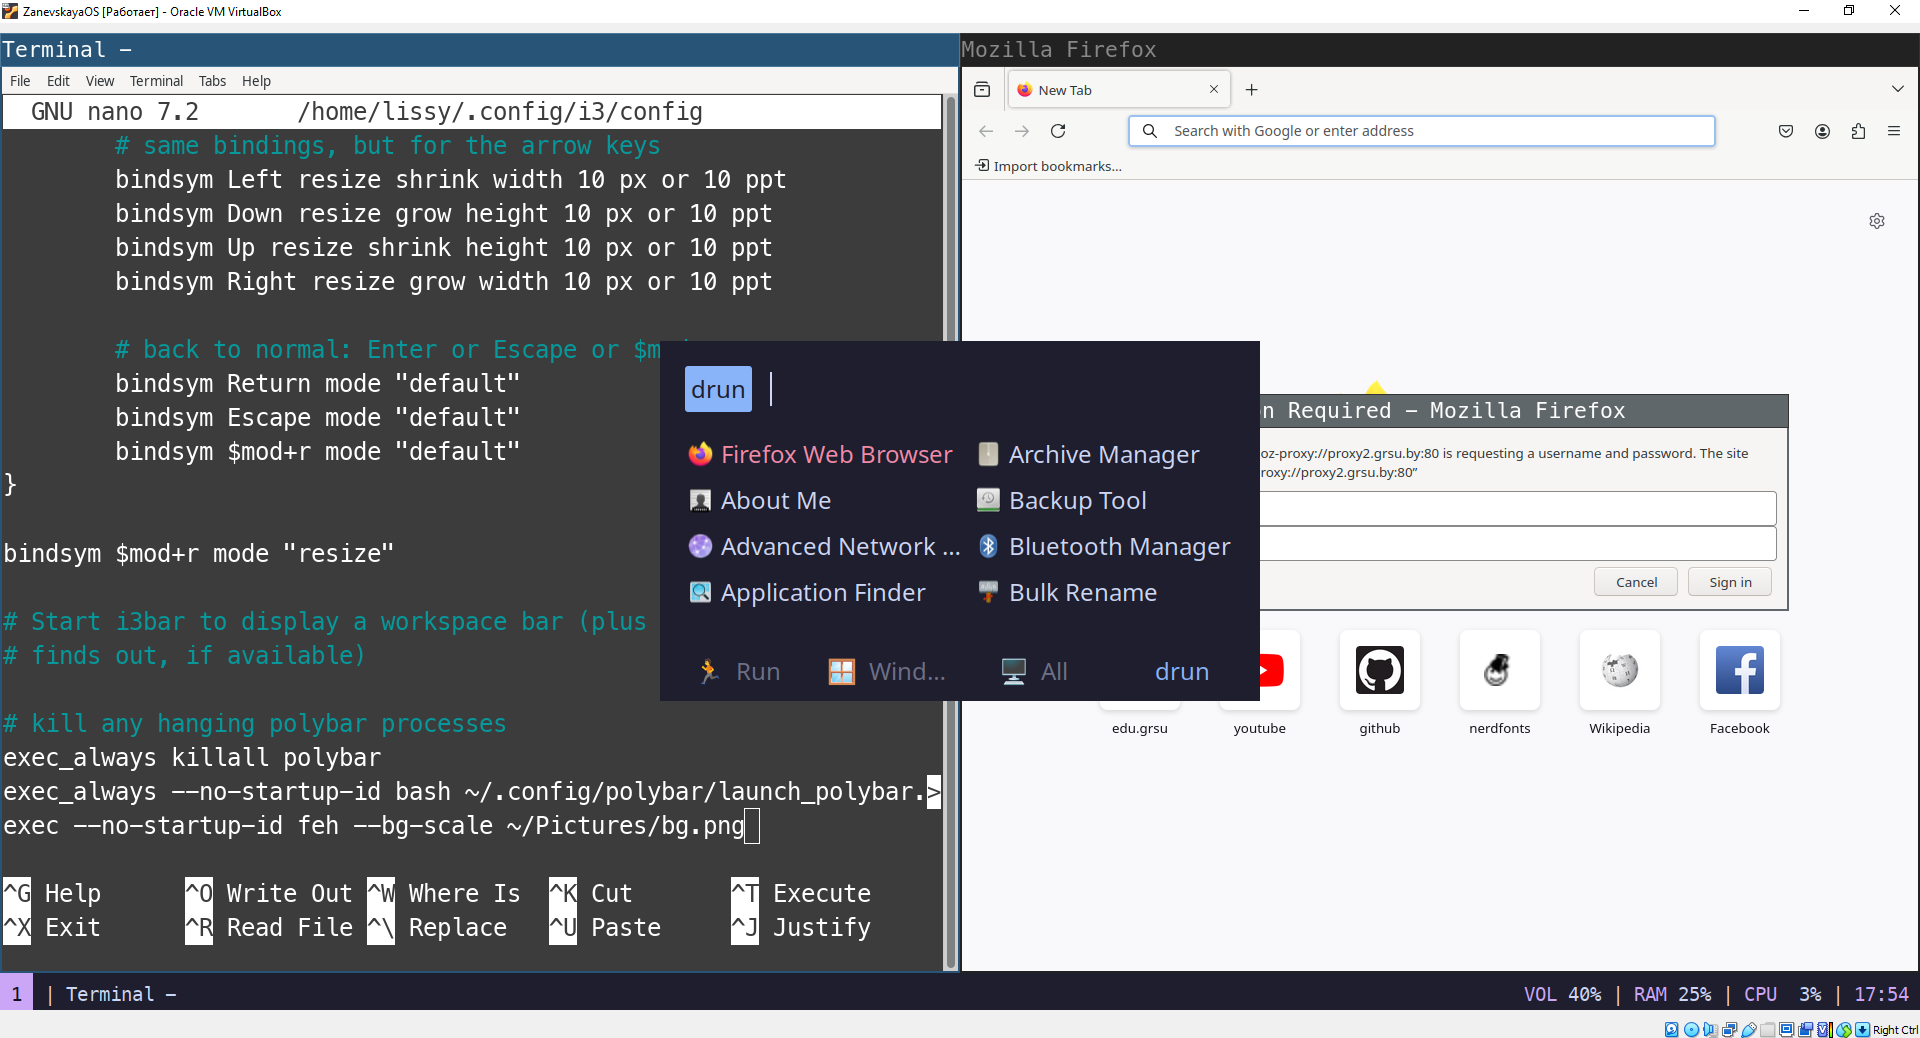 ZanevskayaOS [Работает] - Oracle VM VirtualBox
Terminal -
File Edit View Terminal Tabs Help
GNU nano 7.2 /home/lissy/.config/i3/config
# same bindings, but for the arrow keys
bindsym Left resize shrink width 10 px or 10 ppt
bindsym Down resize grow height 10 px or 10 ppt
bindsym Up resize shrink height 10 px or 10 ppt
bindsym Right resize grow width 10 px or 10 ppt
# back to normal: Enter or Escape or $m
bindsym Return mode "default"
bindsym Escape mode "default"
bindsym $mod+r mode "default"
}
bindsym $mod+r mode "resize"
# Start i3bar to display a workspace bar (plus
# finds out, if available)
# kill any hanging polybar processes
exec_always killall polybar
exec_always --no-startup-id bash ~/.config/polybar/launch_polybar.>
exec --no-startup-id feh --bg-scale ~/Pictures/bg.png
^G Help ^O Write Out ^W Where Is ^K Cut ^T Execute
^X Exit ^R Read File ^\ Replace ^U Paste ^J Justify
Mozilla Firefox
New Tab
Search with Google or enter address
Import bookmarks...
n Required - Mozilla Firefox
oz-proxy://proxy2.grsu.by:80 is requesting a username and password. The site
roxy://proxy2.grsu.by:80"
Cancel Sign in
edu.grsu youtube github nerdfonts Wikipedia Facebook
drun
Firefox Web Browser Archive Manager
About Me Backup Tool
Advanced Network ... Bluetooth Manager
Application Finder Bulk Rename
Run Wind... All drun
1 | Terminal - VOL 40% | RAM 25% | CPU 3% | 17:54
Right Ctrl